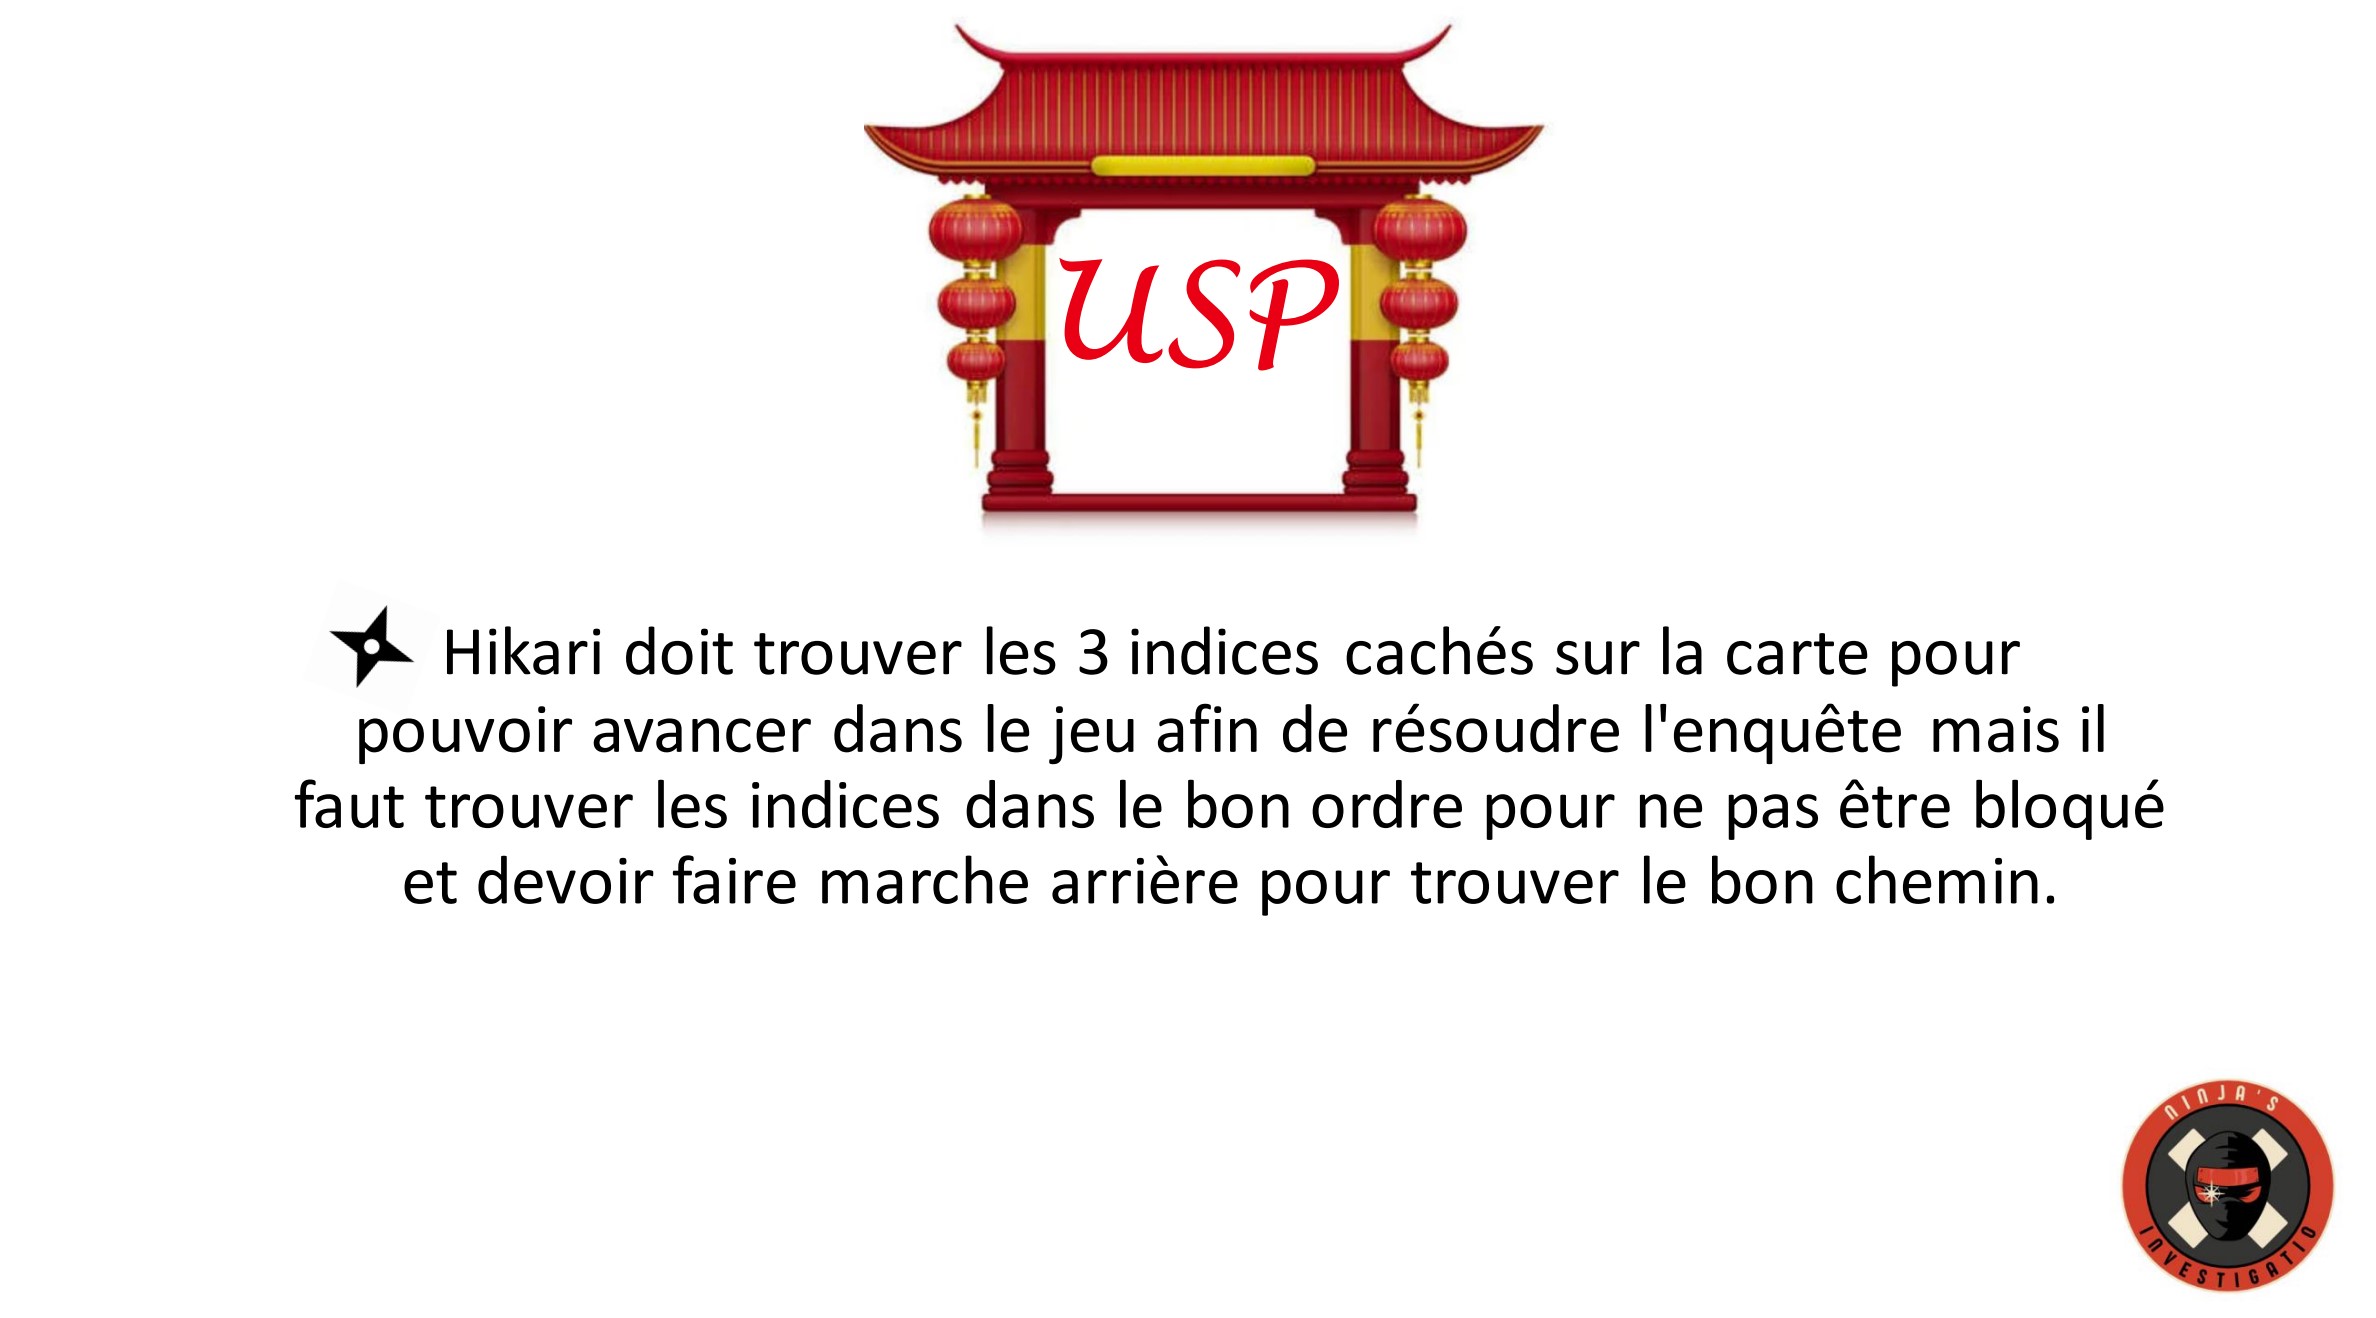 USP
Hikari doit trouver les 3 indices cachés sur la carte pour
pouvoir avancer dans le jeu afin de résoudre l'enquête mais il
faut trouver les indices dans le bon ordre pour ne pas être bloqué
et devoir faire marche arrière pour trouver le bon chemin.
NINJA'S
INVESTIGATIO